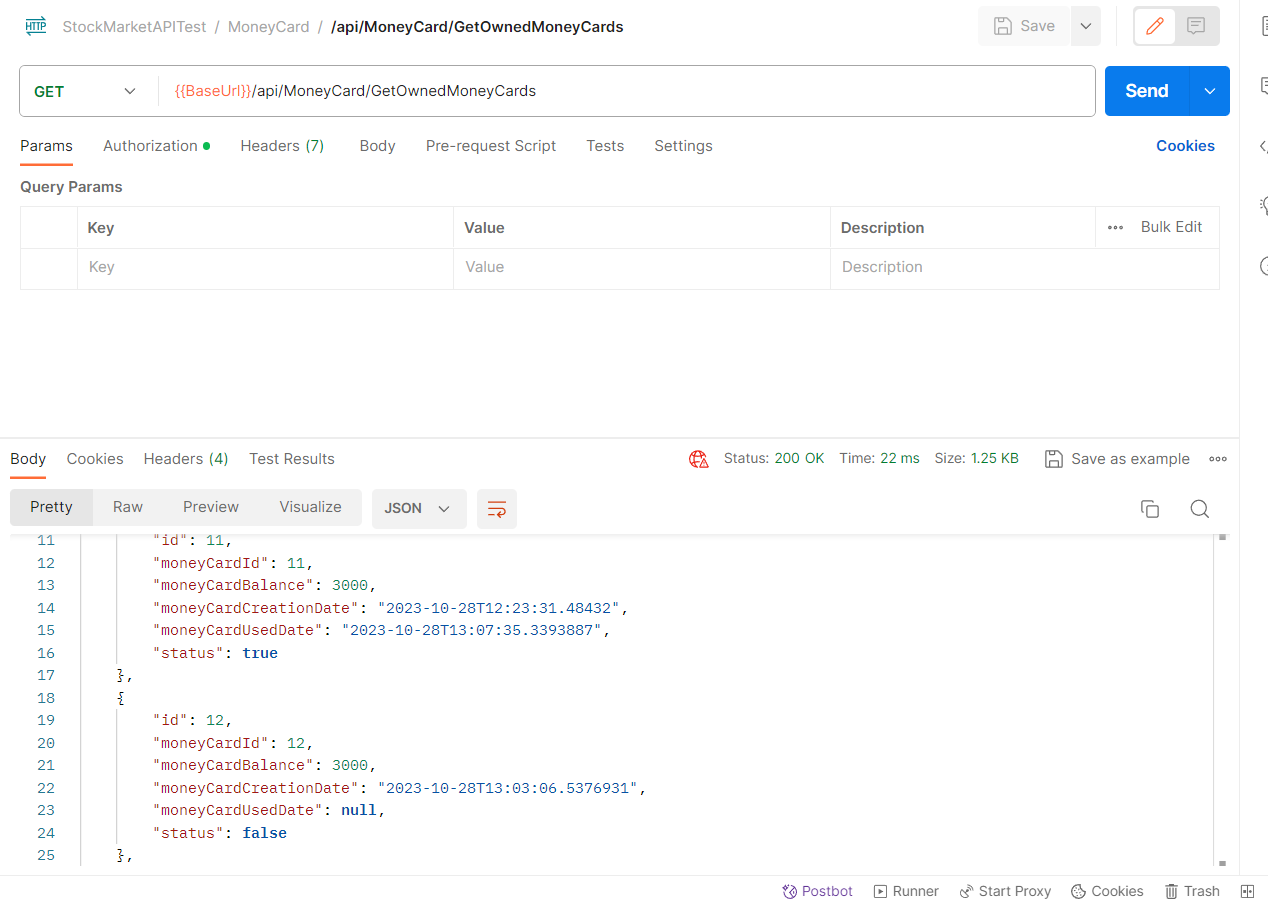 HTTP StockMarketAPITest / MoneyCard / /api/MoneyCard/GetOwnedMoneyCards Save
GET {{BaseUrl}}/api/MoneyCard/GetOwnedMoneyCards Send
Params Authorization Headers (7) Body Pre-request Script Tests Settings Cookies
Query Params
Key Value Description Bulk Edit
Key Value Description
Body Cookies Headers (4) Test Results Status: 200 OK Time: 22 ms Size: 1.25 KB Save as example
Pretty Raw Preview Visualize JSON
11 "id": 11,
12 "moneyCardId": 11,
13 "moneyCardBalance": 3000,
14 "moneyCardCreationDate": "2023-10-28T12:23:31.48432",
15 "moneyCardUsedDate": "2023-10-28T13:07:35.3393887",
16 "status": true
17 },
18 {
19 "id": 12,
20 "moneyCardId": 12,
21 "moneyCardBalance": 3000,
22 "moneyCardCreationDate": "2023-10-28T13:03:06.5376931",
23 "moneyCardUsedDate": null,
24 "status": false
25 },
Postbot Runner Start Proxy Cookies Trash